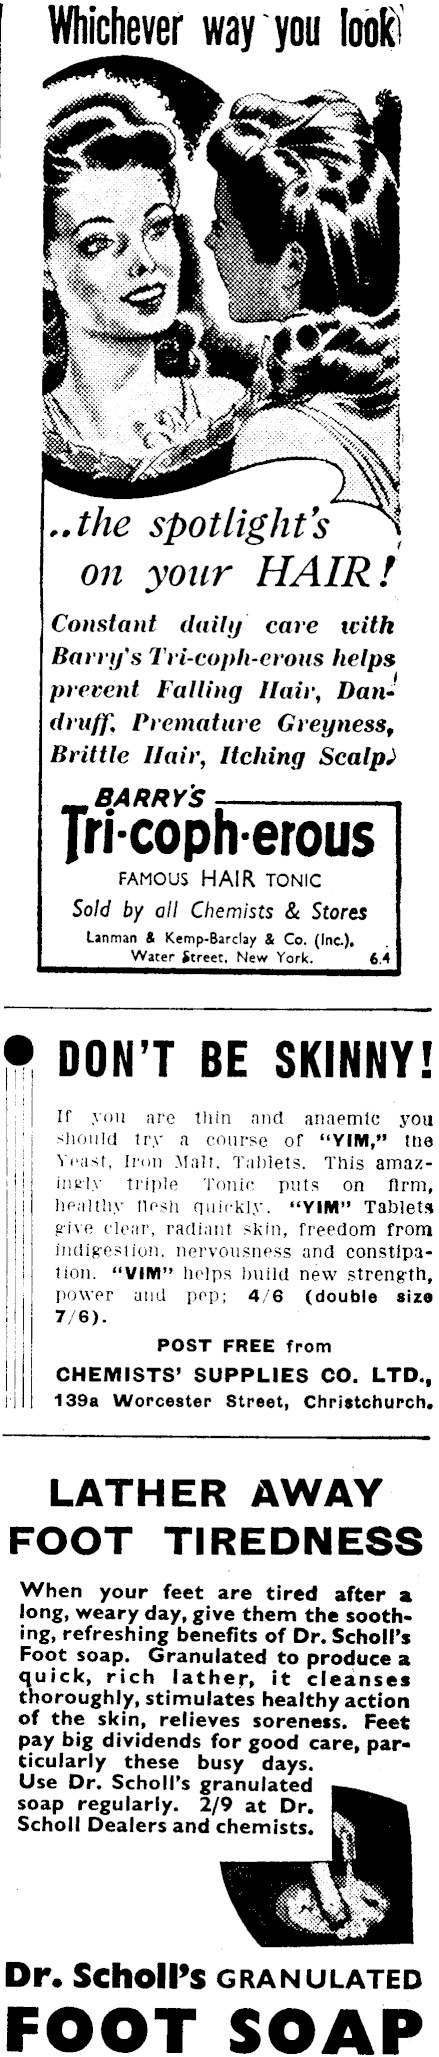 Whichever way you look
..the spotlight's
on your HAIR!
Constant daily care with
Barry's Tri-coph-erous helps
prevent Falling Hair, Dan-
druff, Premature Greyness,
Brittle Hair, Itching Scalp.
BARRY'S
Tri-coph-erous
FAMOUS HAIR TONIC
Sold by all Chemists & Stores
Lanman & Kemp-Barclay & Co. (Inc.),
Water Street, New York. 6.4
DON'T BE SKINNY!
If you are thin and anaemic you
should try a course of "YIM," the
Yeast, Iron Malt, Tablets. This amaz-
ingly triple Tonic puts on firm,
healthy flesh quickly. "YIM" Tablets
give clear, radiant skin, freedom from
indigestion, nervousness and constipa-
tion. "VIM" helps build new strength,
power and pep; 4/6 (double size
7/6).
POST FREE from
CHEMISTS' SUPPLIES CO. LTD.,
139a Worcester Street, Christchurch.
LATHER AWAY
FOOT TIREDNESS
When your feet are tired after a
long, weary day, give them the sooth-
ing, refreshing benefits of Dr. Scholl's
Foot soap. Granulated to produce a
quick, rich lather, it cleanses
thoroughly, stimulates healthy action
of the skin, relieves soreness. Feet
pay big dividends for good care, par-
ticularly these busy days.
Use Dr. Scholl's granulated
soap regularly. 2/9 at Dr.
Scholl Dealers and chemists.
Dr. Scholl's GRANULATED
FOOT SOAP